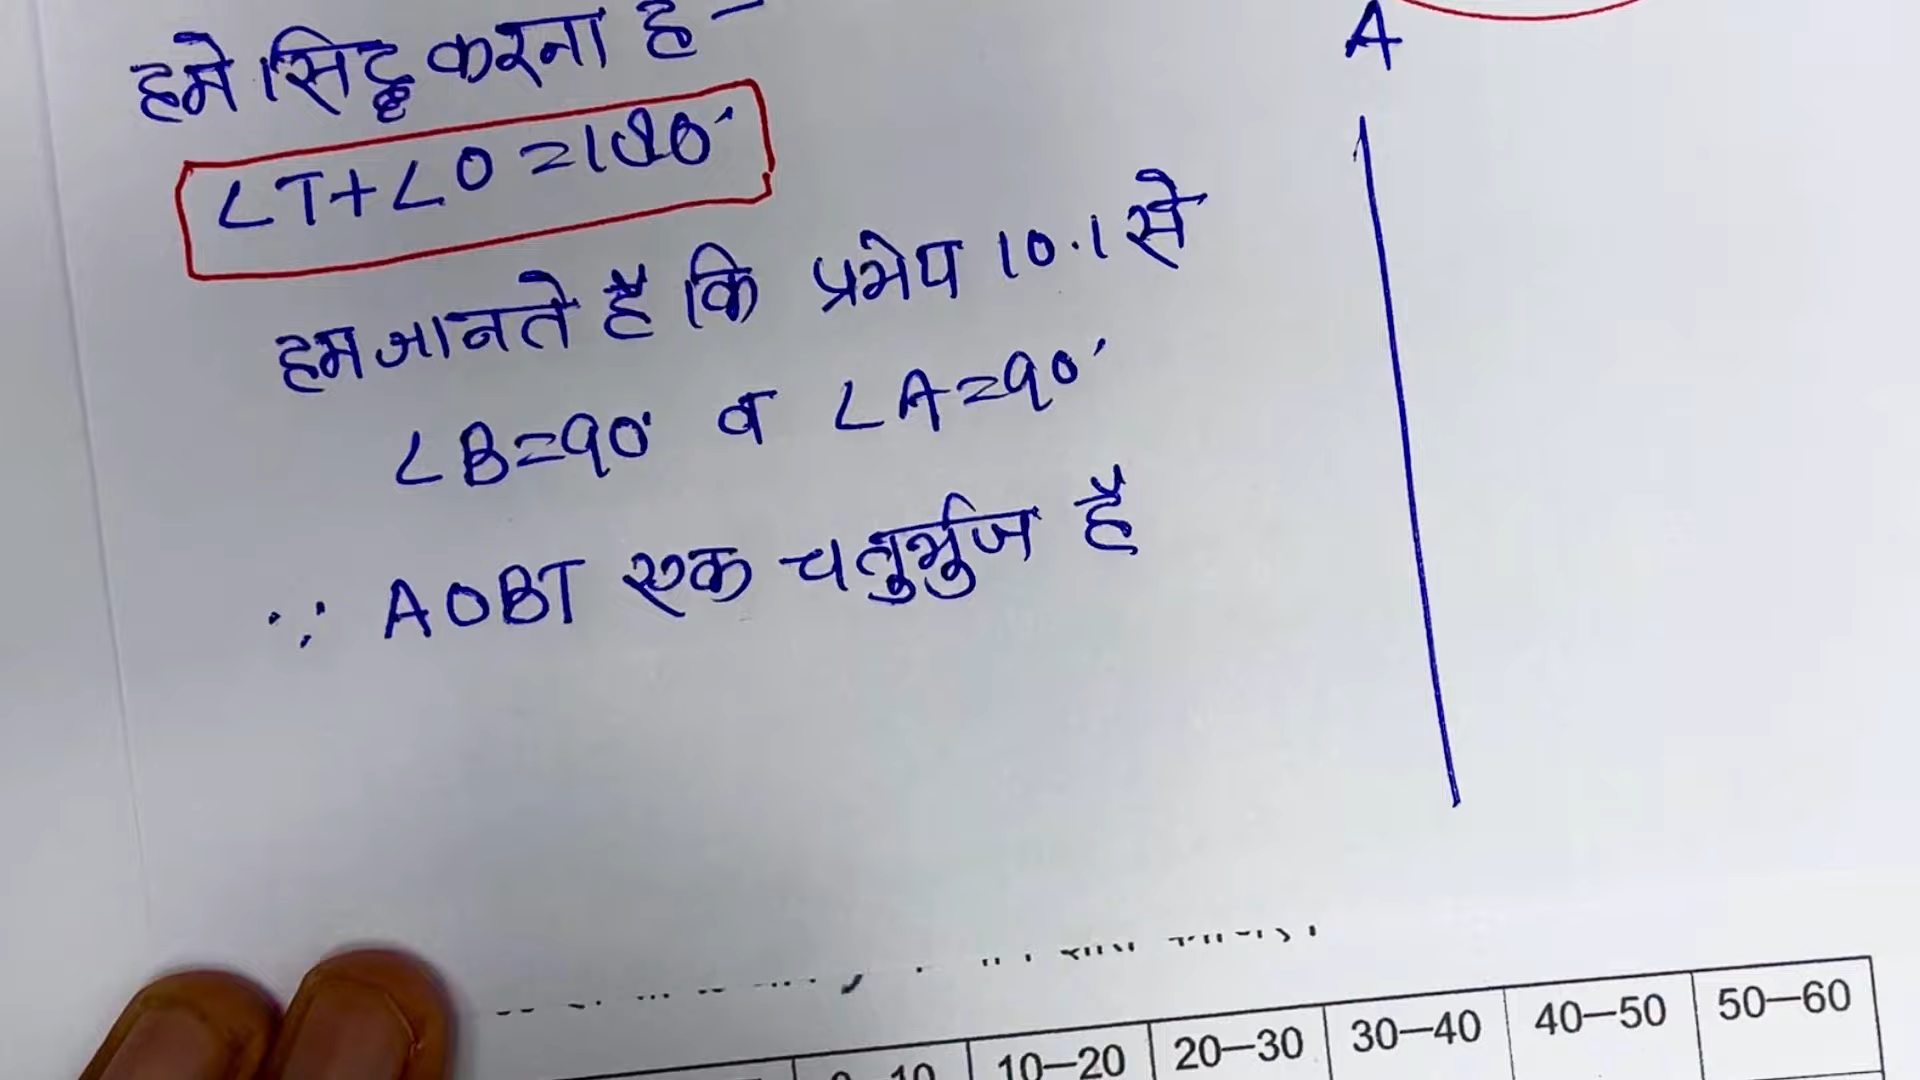 हमे सिद्ध करना है -
∠T+∠O=180°
हम जानते हैं कि प्रमेय 10.1 से
∠B=90° व ∠A=90°
∵ AOBT एक चतुर्भुज है
A
10—20 20—30 30—40 40—50 50—60